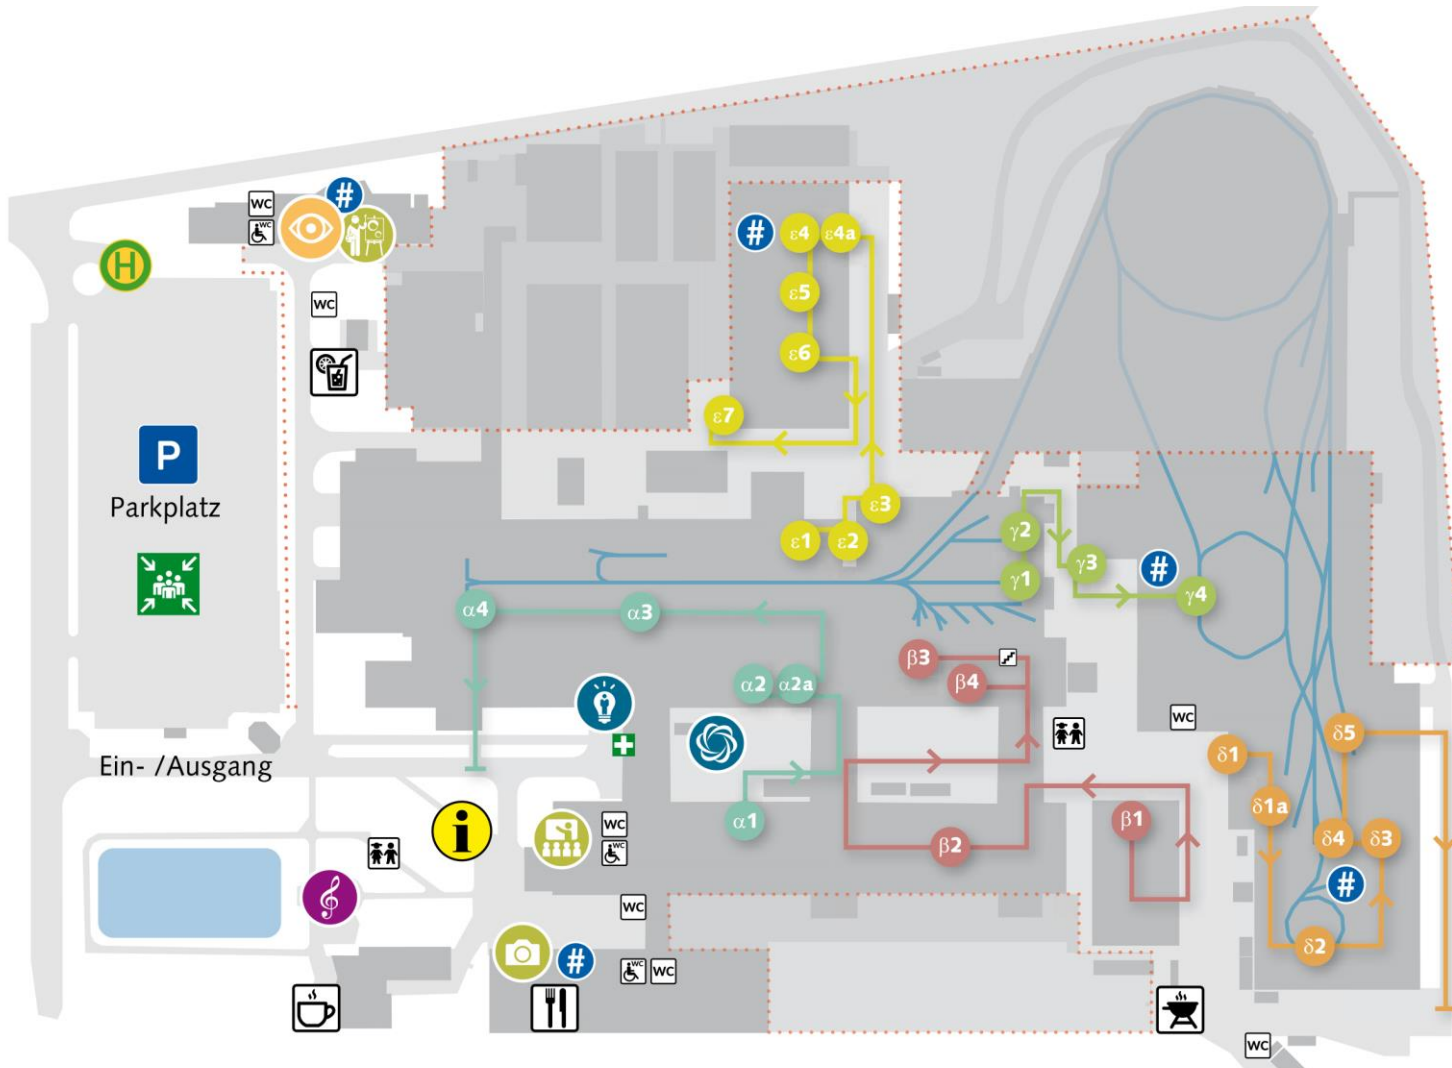 WC
#
WC
H
WC
P
Parkplatz
Ein- /Ausgang
#
ε4
ε4a
ε5
ε6
ε7
ε3
ε1
ε2
γ2
γ1
γ3
#
γ4
α4
α3
α2
α2a
α1
β3
β4
β2
β1
WC
δ1
δ5
δ1a
δ4
δ3
#
δ2
i
WC
WC
WC
#
WC
WC
WC